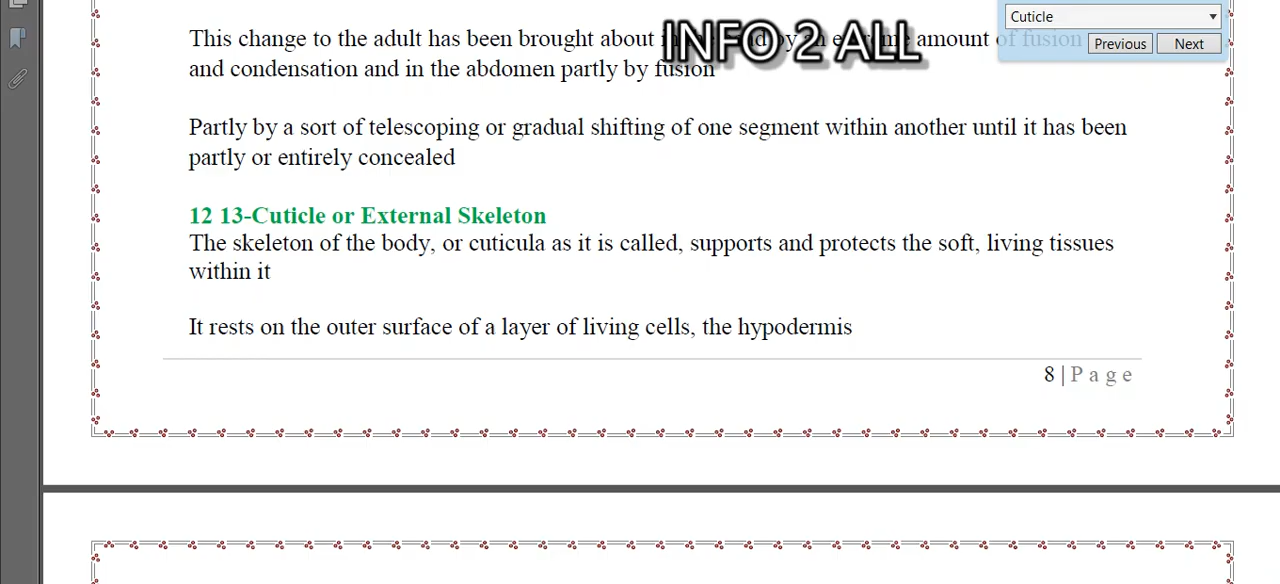 Cuticle
Previous
Next
INFO 2 ALL
This change to the adult has been brought about in by an amount of fusion
and condensation and in the abdomen partly by fusion
Partly by a sort of telescoping or gradual shifting of one segment within another until it has been
partly or entirely concealed
12 13-Cuticle or External Skeleton
The skeleton of the body, or cuticula as it is called, supports and protects the soft, living tissues
within it
It rests on the outer surface of a layer of living cells, the hypodermis
8 | P a g e